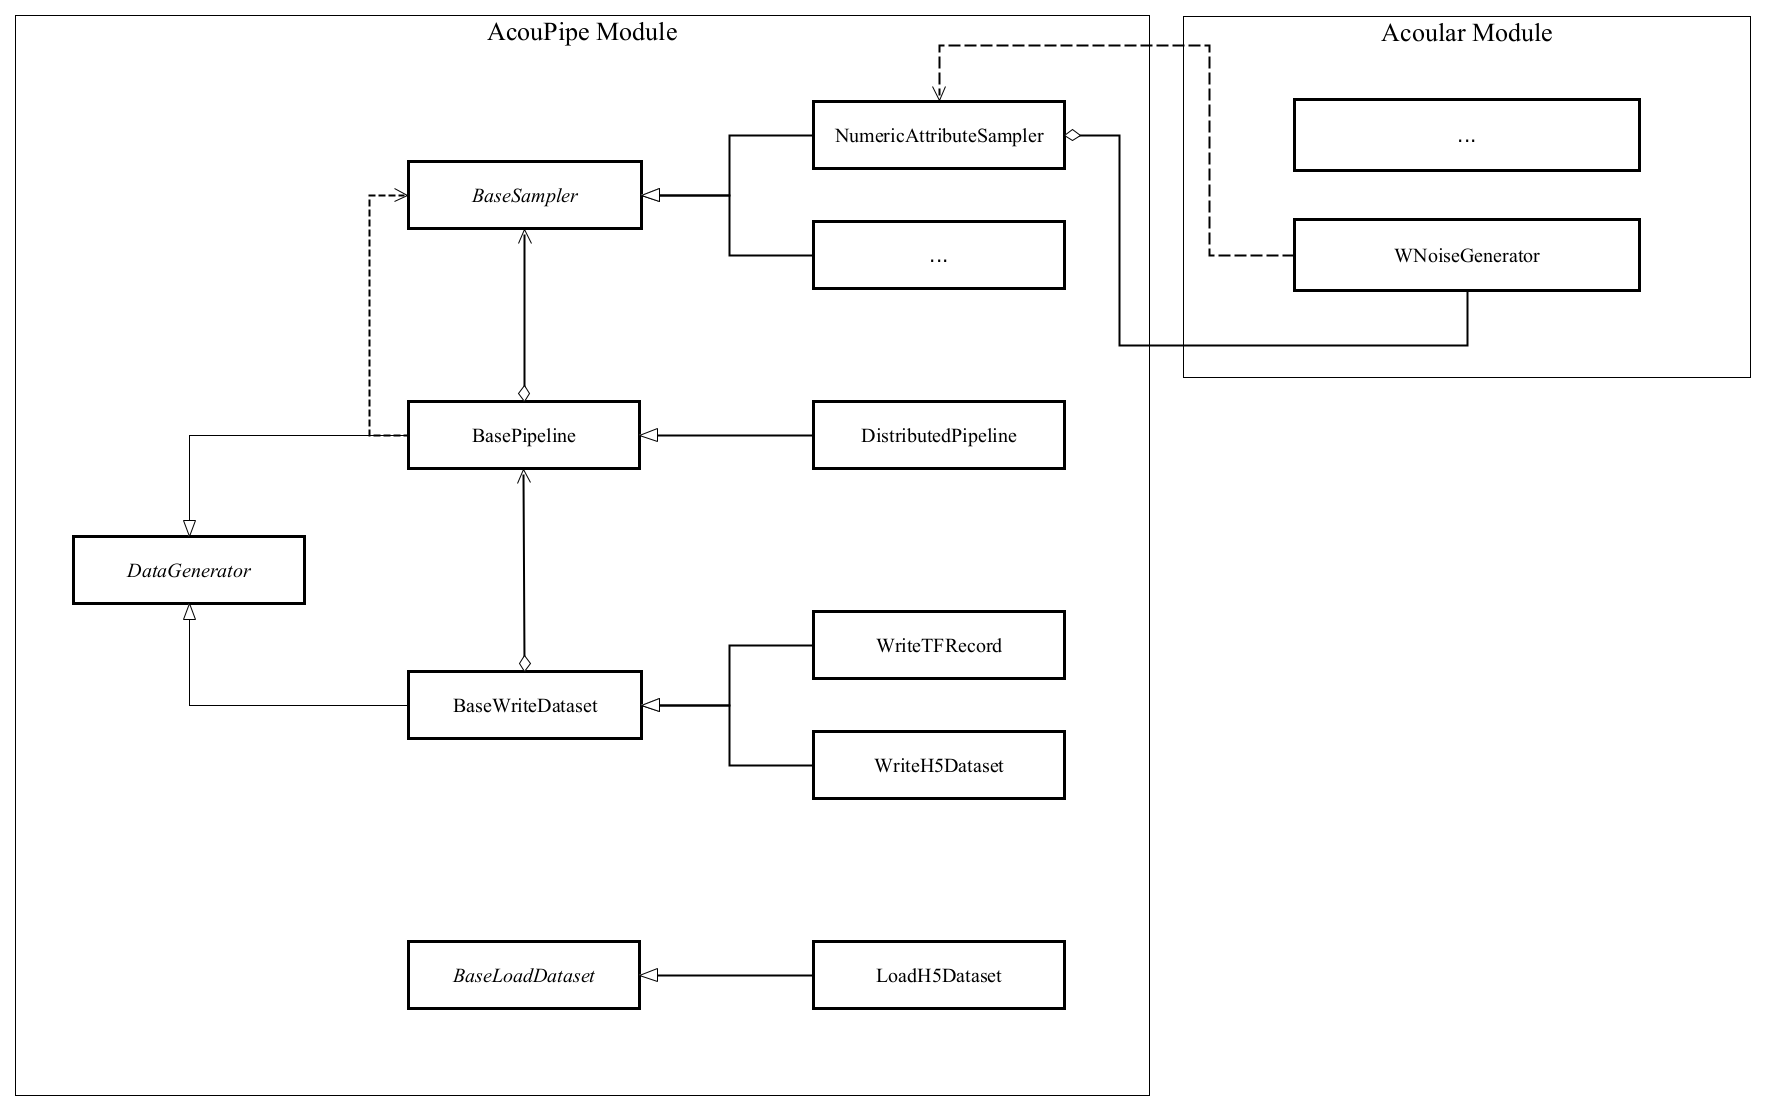 AcouPipe Module
Acoular Module
NumericAttributeSampler
...
BaseSampler
...
WNoiseGenerator
BasePipeline
DistributedPipeline
DataGenerator
WriteTFRecord
BaseWriteDataset
WriteH5Dataset
BaseLoadDataset
LoadH5Dataset